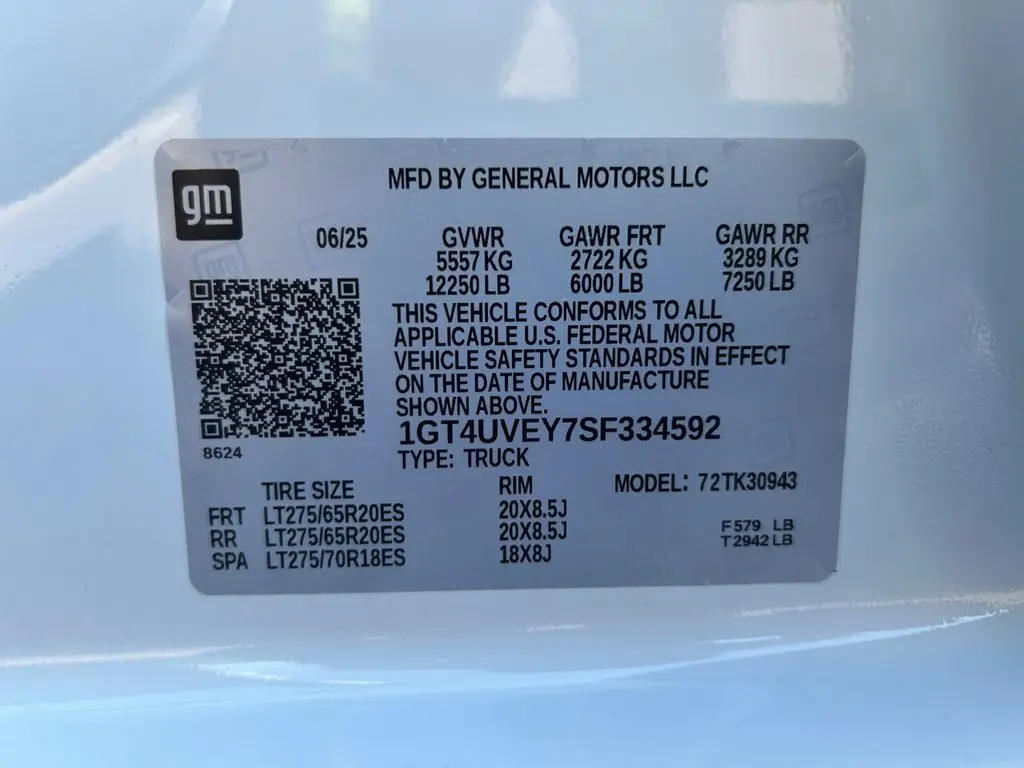 gm
MFD BY GENERAL MOTORS LLC
06/25 GVWR GAWR FRT GAWR RR
5557 KG 2722 KG 3289 KG
12250 LB 6000 LB 7250 LB
THIS VEHICLE CONFORMS TO ALL
APPLICABLE U.S. FEDERAL MOTOR
VEHICLE SAFETY STANDARDS IN EFFECT
ON THE DATE OF MANUFACTURE
SHOWN ABOVE.
1GT4UVEY7SF334592
8624
TYPE: TRUCK
TIRE SIZE RIM MODEL: 72TK30943
FRT LT275/65R20ES 20X8.5J
RR LT275/65R20ES 20X8.5J
SPA LT275/70R18ES 18X8J
F 579 LB
T 2942 LB